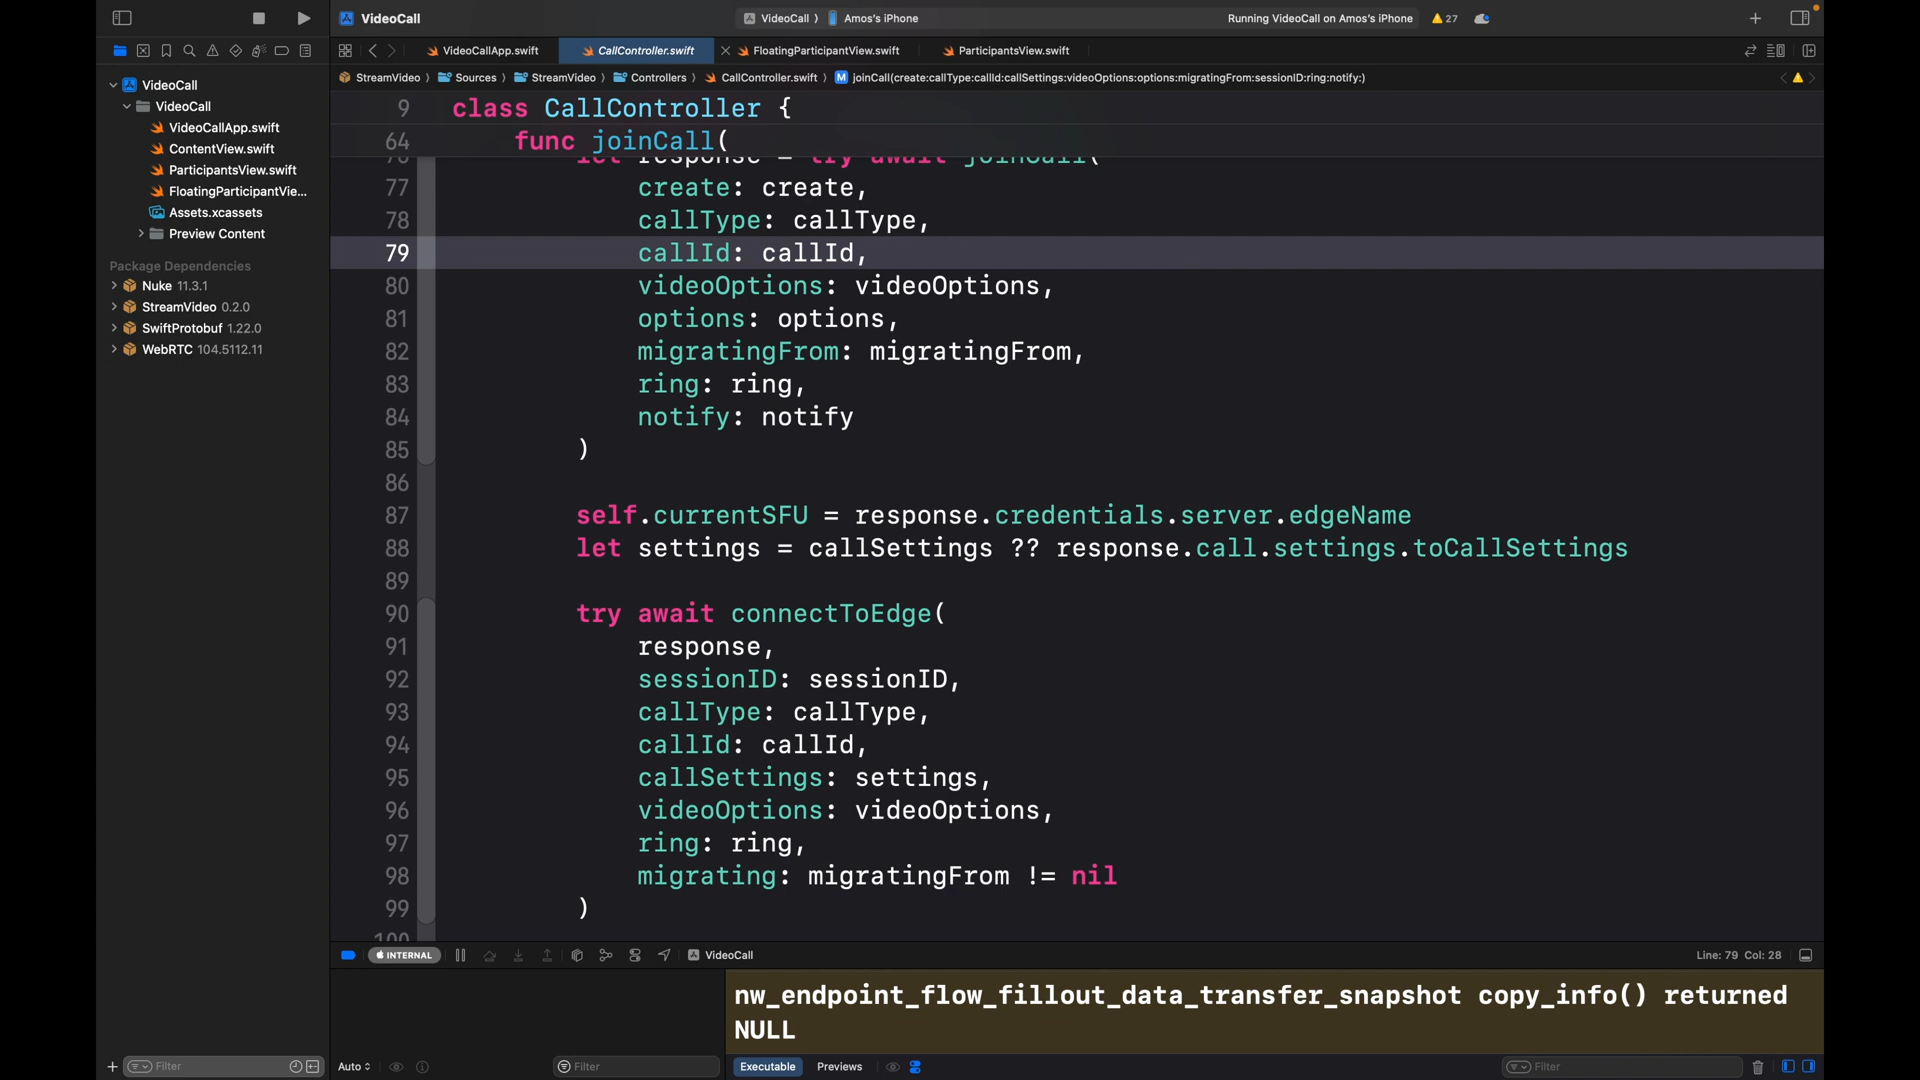 VideoCall
VideoCall
Amos's iPhone
Running VideoCall on Amos's iPhone
27
VideoCallApp.swift
CallController.swift
FloatingParticipantView.swift
ParticipantsView.swift
StreamVideo
Sources
StreamVideo
Controllers
CallController.swift
M
joinCall(create:callType:callId:callSettings:videoOptions:options:migratingFrom:sessionID:ring:notify:)
VideoCall
VideoCall
VideoCallApp.swift
ContentView.swift
ParticipantsView.swift
FloatingParticipantVie...
Assets.xcassets
Preview Content
Package Dependencies
Nuke 11.3.1
StreamVideo 0.2.0
SwiftProtobuf 1.22.0
WebRTC 104.5112.11
9 class CallController {
64 func joinCall(
76 let response = try await joinCall(
77 create: create,
78 callType: callType,
79 callId: callId,
80 videoOptions: videoOptions,
81 options: options,
82 migratingFrom: migratingFrom,
83 ring: ring,
84 notify: notify
85 )
86
87 self.currentSFU = response.credentials.server.edgeName
88 let settings = callSettings ?? response.call.settings.toCallSettings
89
90 try await connectToEdge(
91 response,
92 sessionID: sessionID,
93 callType: callType,
94 callId: callId,
95 callSettings: settings,
96 videoOptions: videoOptions,
97 ring: ring,
98 migrating: migratingFrom != nil
99 )
100
INTERNAL
VideoCall
Line: 79 Col: 28
nw_endpoint_flow_fillout_data_transfer_snapshot copy_info() returned
NULL
Filter
Auto
Filter
Executable
Previews
Filter